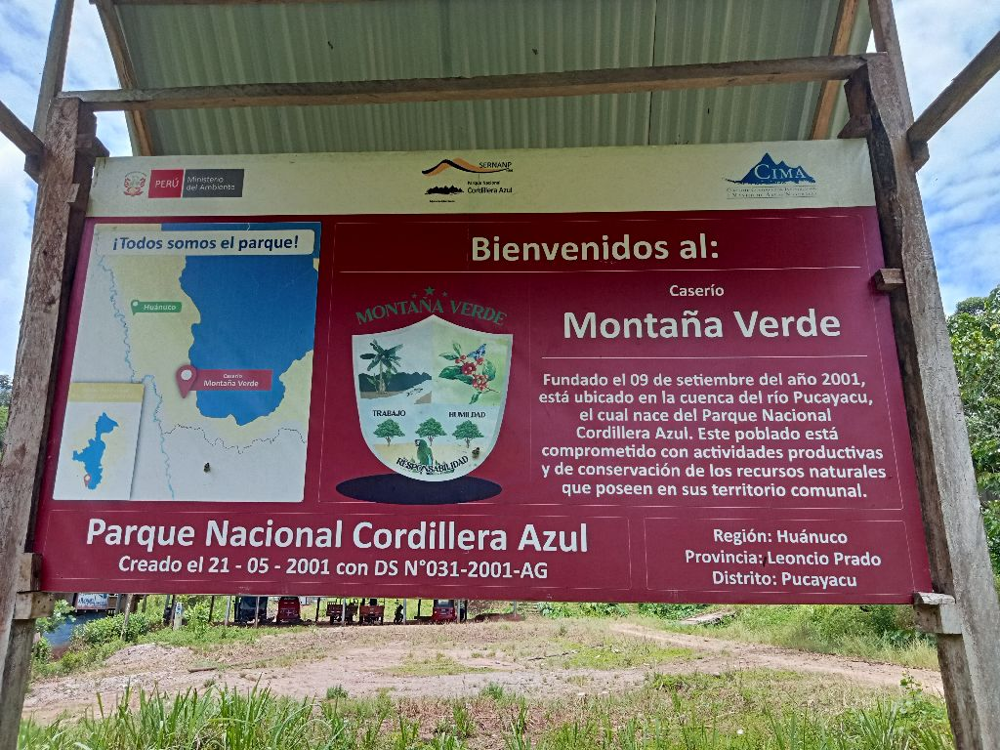 PERÚ
Ministerio
del Ambiente
SERNANP
Parque Nacional
Cordillera Azul
CIMA
¡Todos somos el parque!
Huánuco
Caserío
Montaña Verde
MONTAÑA VERDE
TRABAJO
HUMILDAD
RESPONSABILIDAD
Bienvenidos al:
Caserío
Montaña Verde
Fundado el 09 de setiembre del año 2001,
está ubicado en la cuenca del río Pucayacu,
el cual nace del Parque Nacional
Cordillera Azul. Este poblado está
comprometido con actividades productivas
y de conservación de los recursos naturales
que poseen en sus territorio comunal.
Parque Nacional Cordillera Azul
Creado el 21 - 05 - 2001 con DS N°031-2001-AG
Región: Huánuco
Provincia: Leoncio Prado
Distrito: Pucayacu